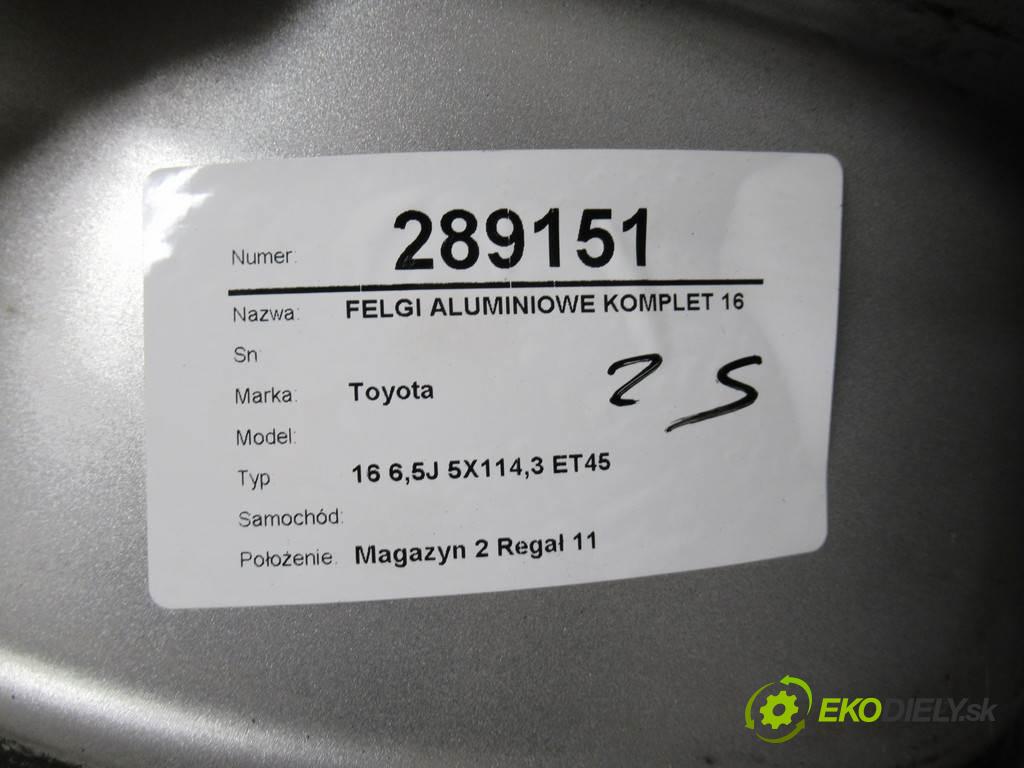 Numer: 289151
Nazwa: FELGI ALUMINIOWE KOMPLET 16
Sn
Marka: Toyota
2 S
Model:
Typ 16 6,5J 5X114,3 ET45
Samochód:
Położenie. Magazyn 2 Regał 11
EKODIELY.sk